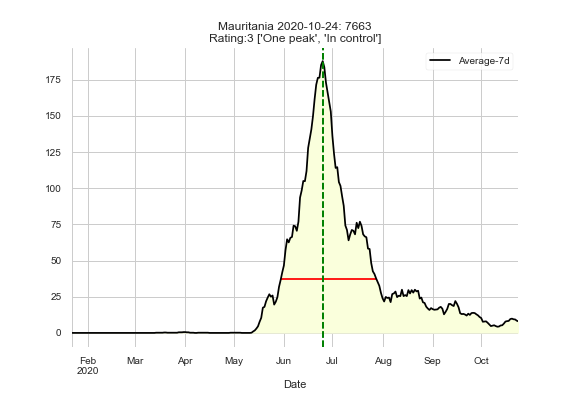 Mauritania 2020-10-24: 7663
Rating:3 ['One peak', 'In control']
Average-7d
175
150
125
100
75
50
25
0
Feb
2020
Mar
Apr
May
Jun
Jul
Aug
Sep
Oct
Date